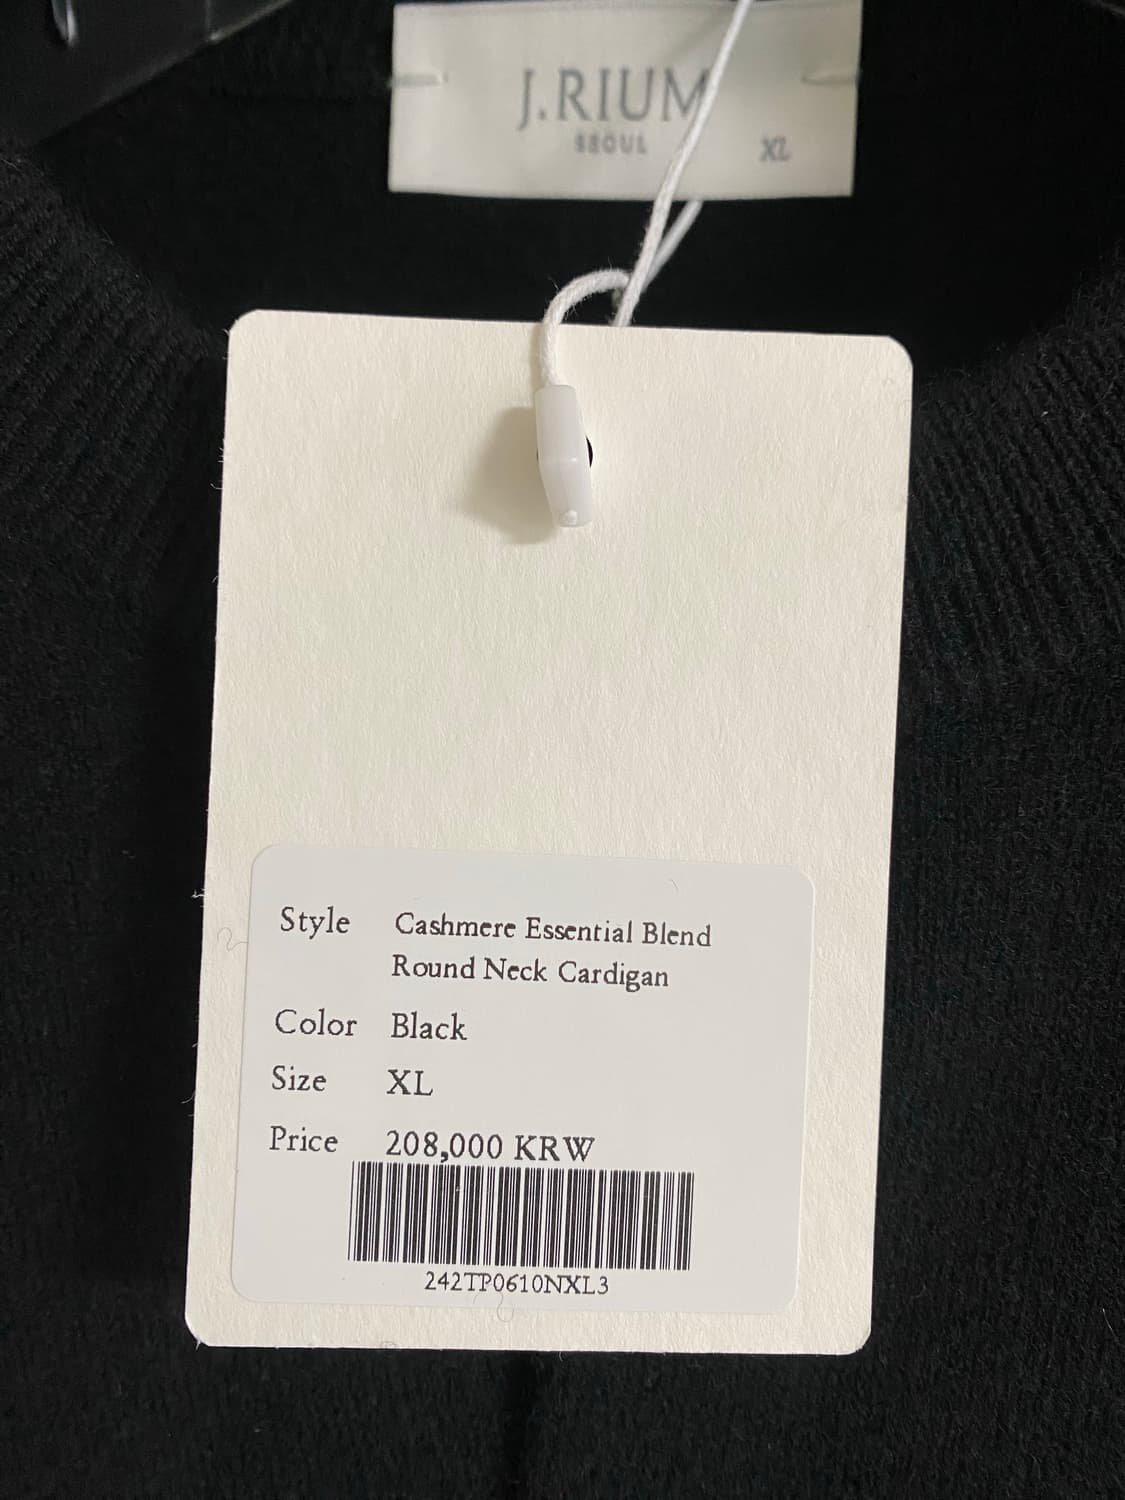 J.RIUM
SEOUL
XL
Style Cashmere Essential Blend
Round Neck Cardigan
Color Black
Size XL
Price 208,000 KRW
242TP0610NXL3